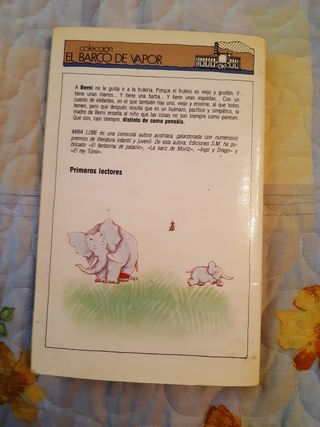 colección
EL BARCO DE VAPOR
A Berni no le gusta ir a la frutería. Porque el frutero es viejo y gruñón. Y
tiene unas manos... Y tiene una barba... Y tiene unas espaldas... Con un
cuento de elefantes, en el que también hay uno, viejo y enorme, al que todos
temen, pero que después resulta que es un buenazo, pacífico y simpático, la
madre de Berni enseña al niño que las cosas no son siempre como parecen.
Que son, casi siempre, distinto de como pensáis.
MIRA LOBE es una conocida autora austriaca, galardonada con numerosos
premios de literatura infantil y juvenil. De esta autora, Ediciones S.M. ha pu-
blicado «El fantasma de palacio», «La nariz de Moritz», «Ingo y Drago» y
«El rey Túnix».
Primeros lectores